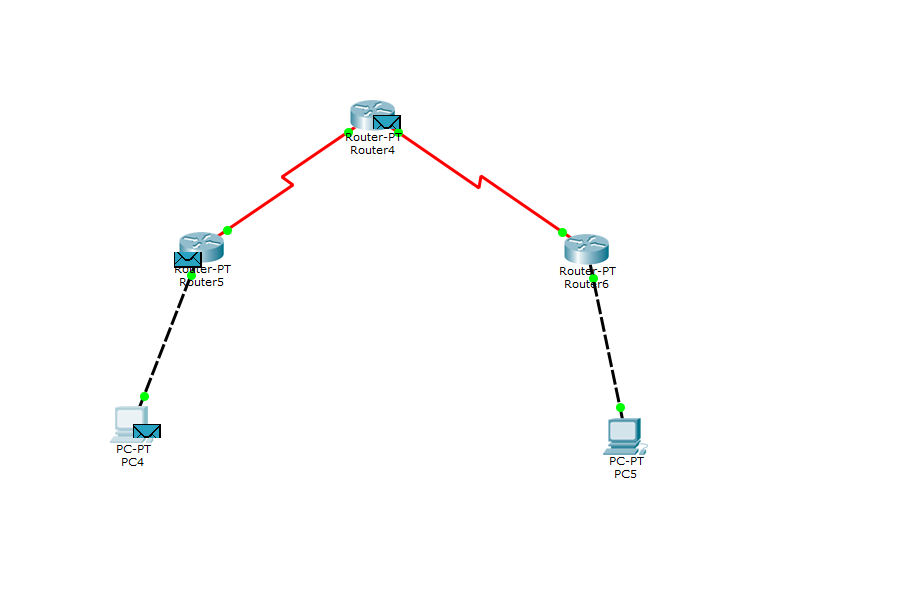 Router-PT
Router4
Router-PT
Router5
Router-PT
Router6
PC-PT
PC4
PC-PT
PC5